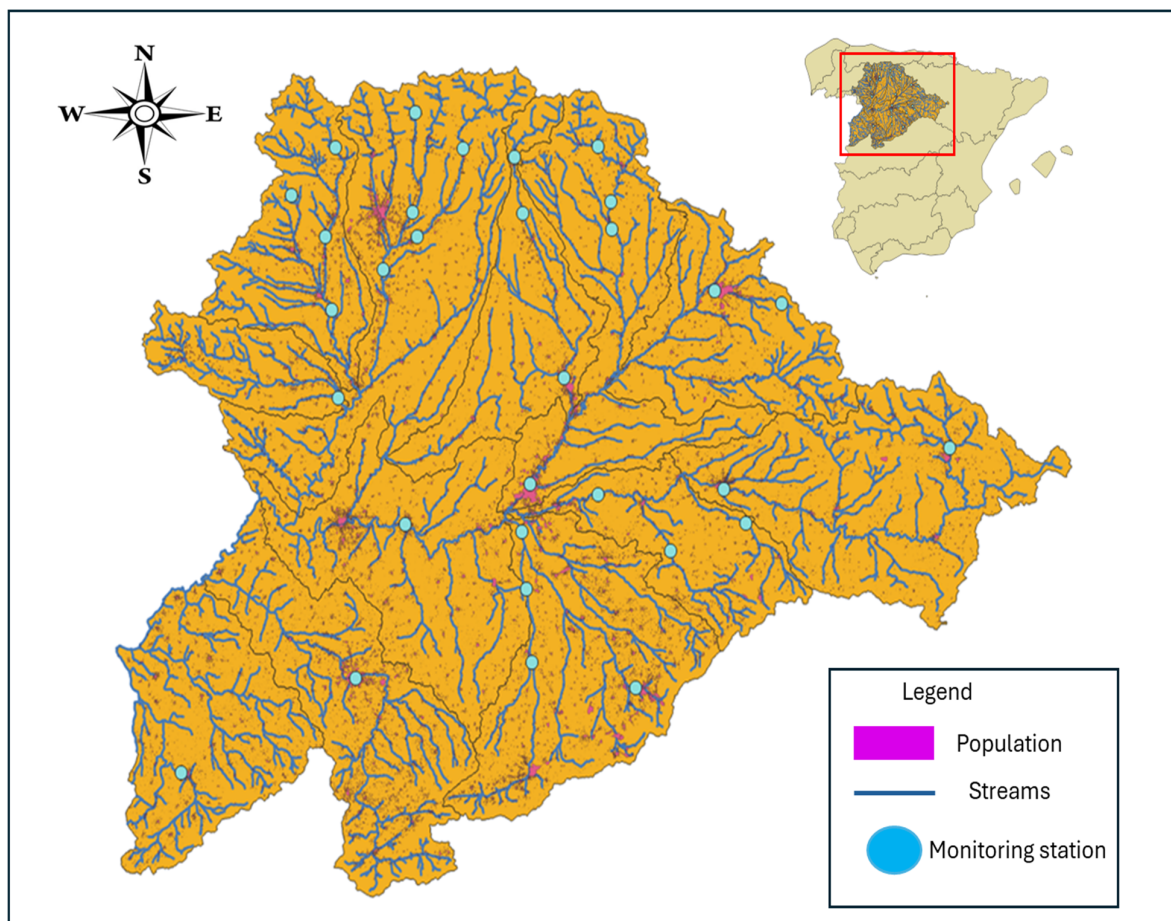 N
W E
S
Legend
Population
Streams
Monitoring station